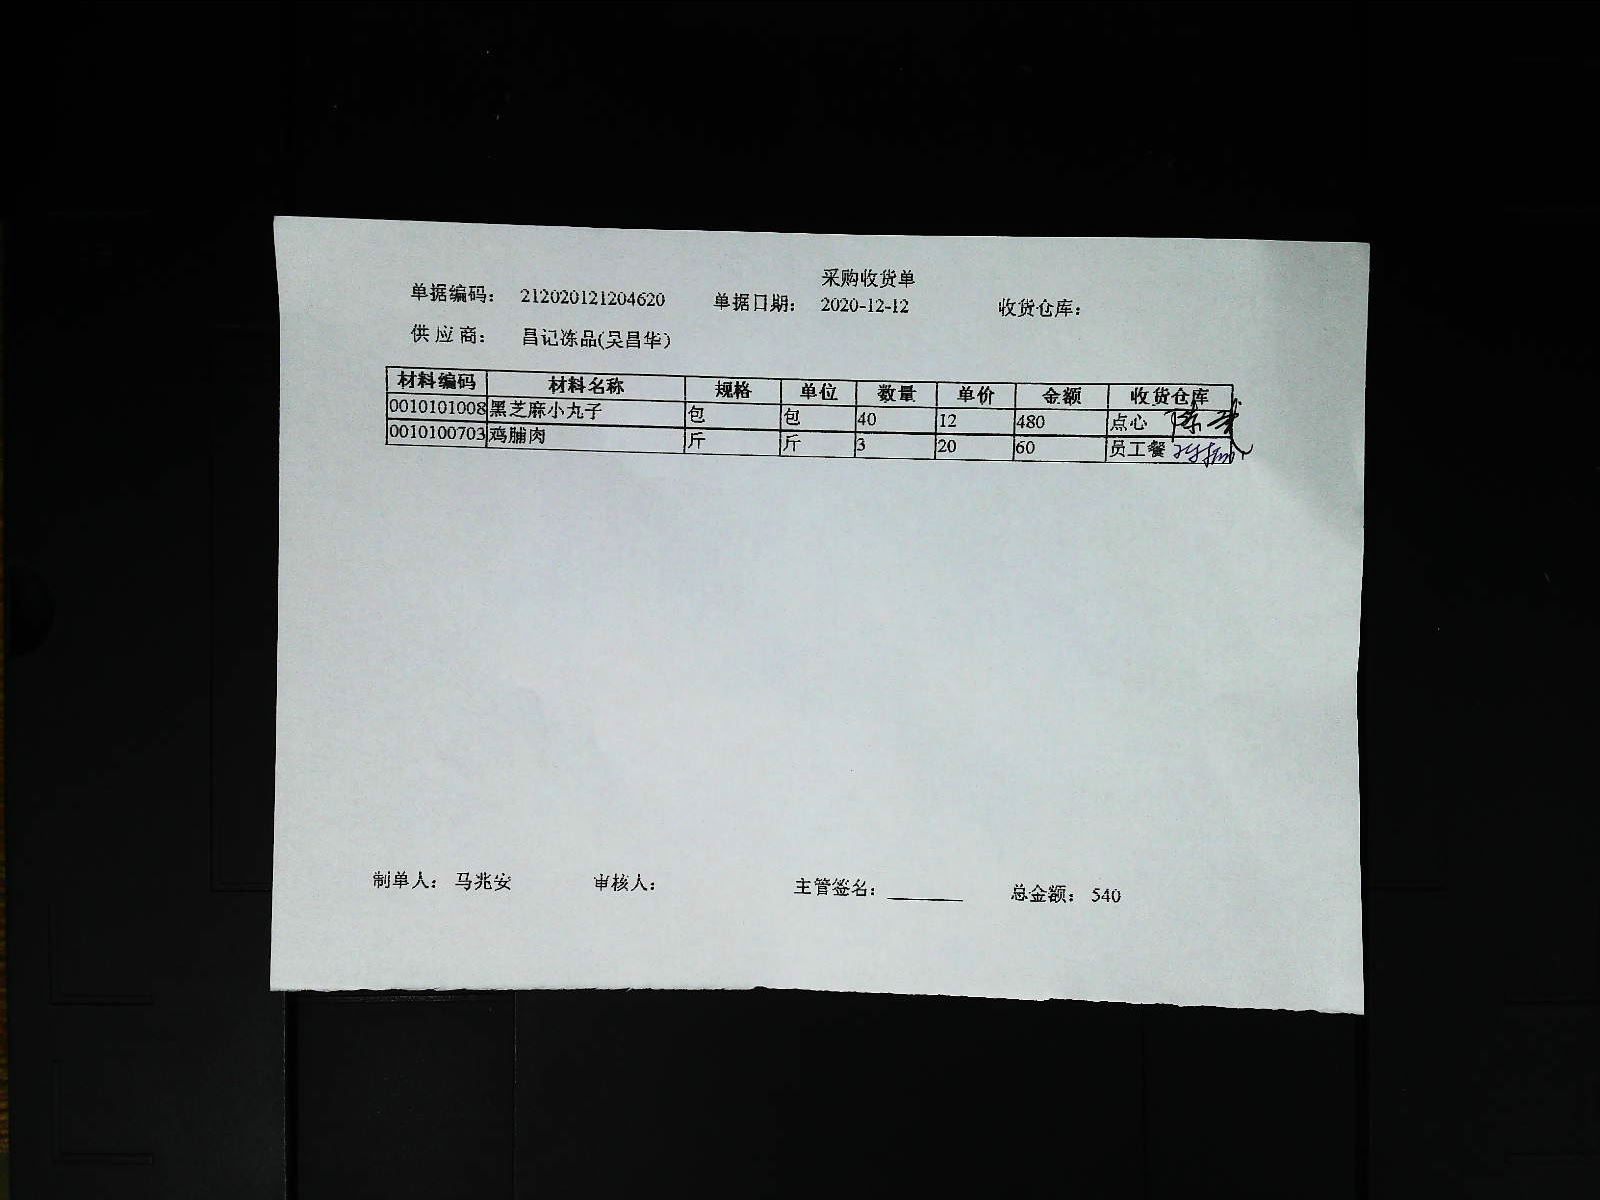 采购收货单
单据编码： 212020121204620 单据日期： 2020-12-12 收货仓库：
供 应 商： 昌记冻品(吴昌华)
材料编码 材料名称 规格 单位 数量 单价 金额 收货仓库
0010101008 黑芝麻小丸子 包 包 40 12 480 点心
0010100703 鸡脯肉 斤 斤 3 20 60 员工餐
制单人： 马兆安 审核人： 主管签名： 总金额： 540